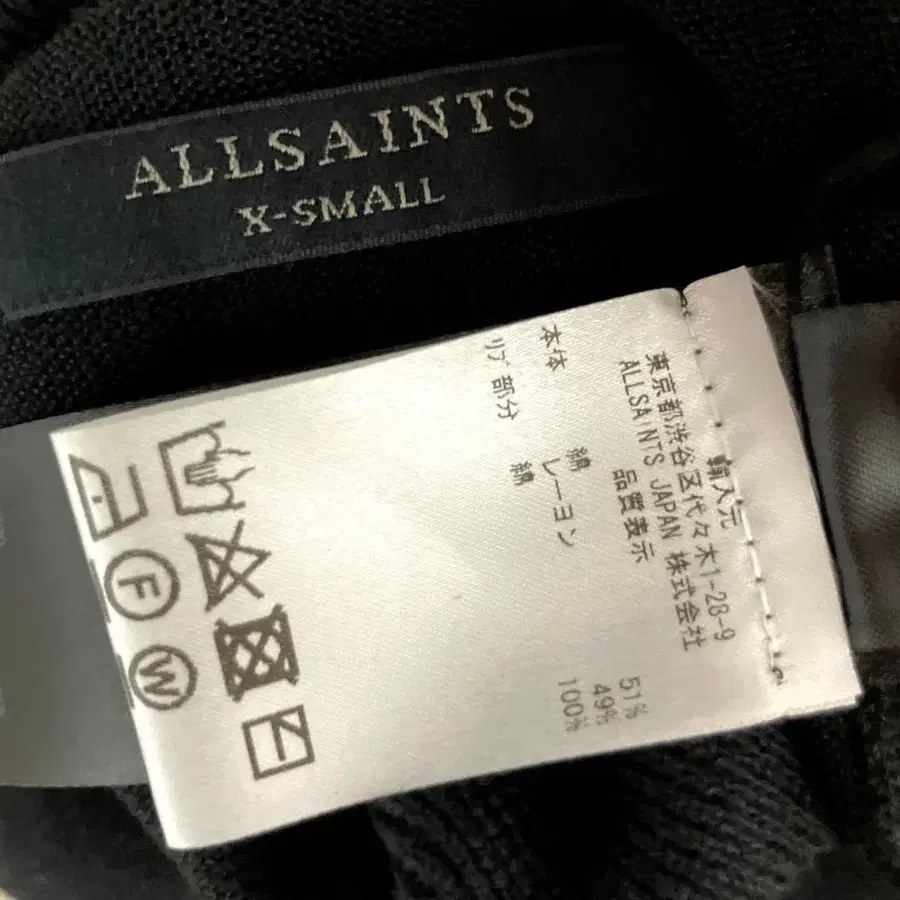 ALLSAINTS
X-SMALL
輸入元
東京都渋谷区代々木1-28-9
ALLSAINTS JAPAN 株式会社
品質表示
本体 綿 51%
レーヨン 49%
リブ部分 綿 100%
F
W